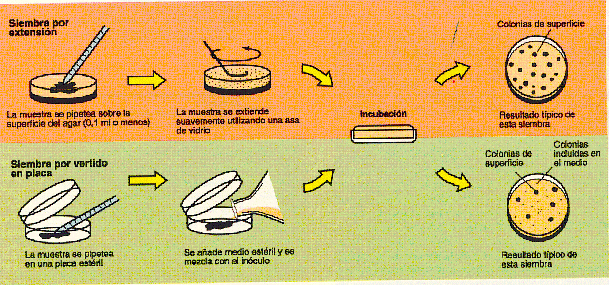 Siembra por
extensión
La muestra se pipetea sobre la
superficie del agar (0,1 ml o menos)
La muestra se extiende
suavemente utilizando una asa
de vidrio
Incubación
Colonias de superficie
Resultado típico de
esta siembra
Siembra por vertido
en placa
La muestra se pipetea
en una placa estéril
Se añade medio estéril y se
mezcla con el inóculo
Colonias de
superficie
Colonias
incluidas en
el medio
Resultado típico de
esta siembra